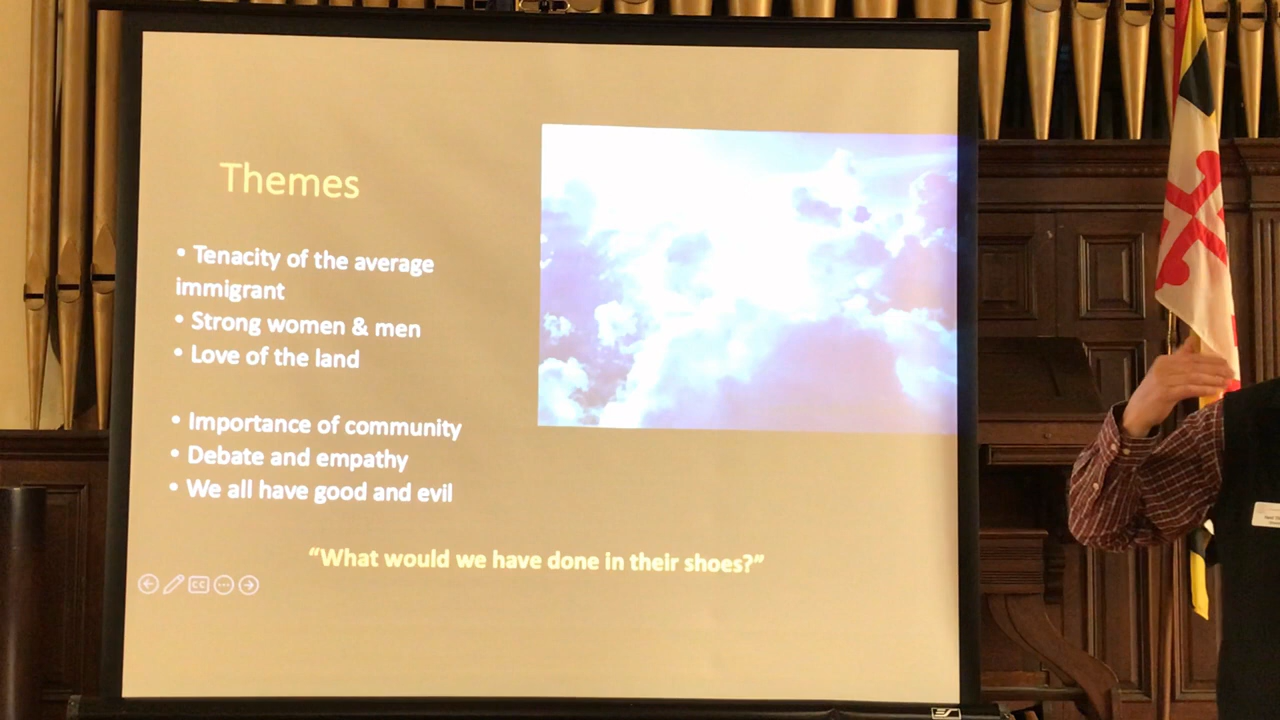 Themes
• Tenacity of the average
immigrant
• Strong women & men
• Love of the land
• Importance of community
• Debate and empathy
• We all have good and evil
“What would we have done in their shoes?”
CC